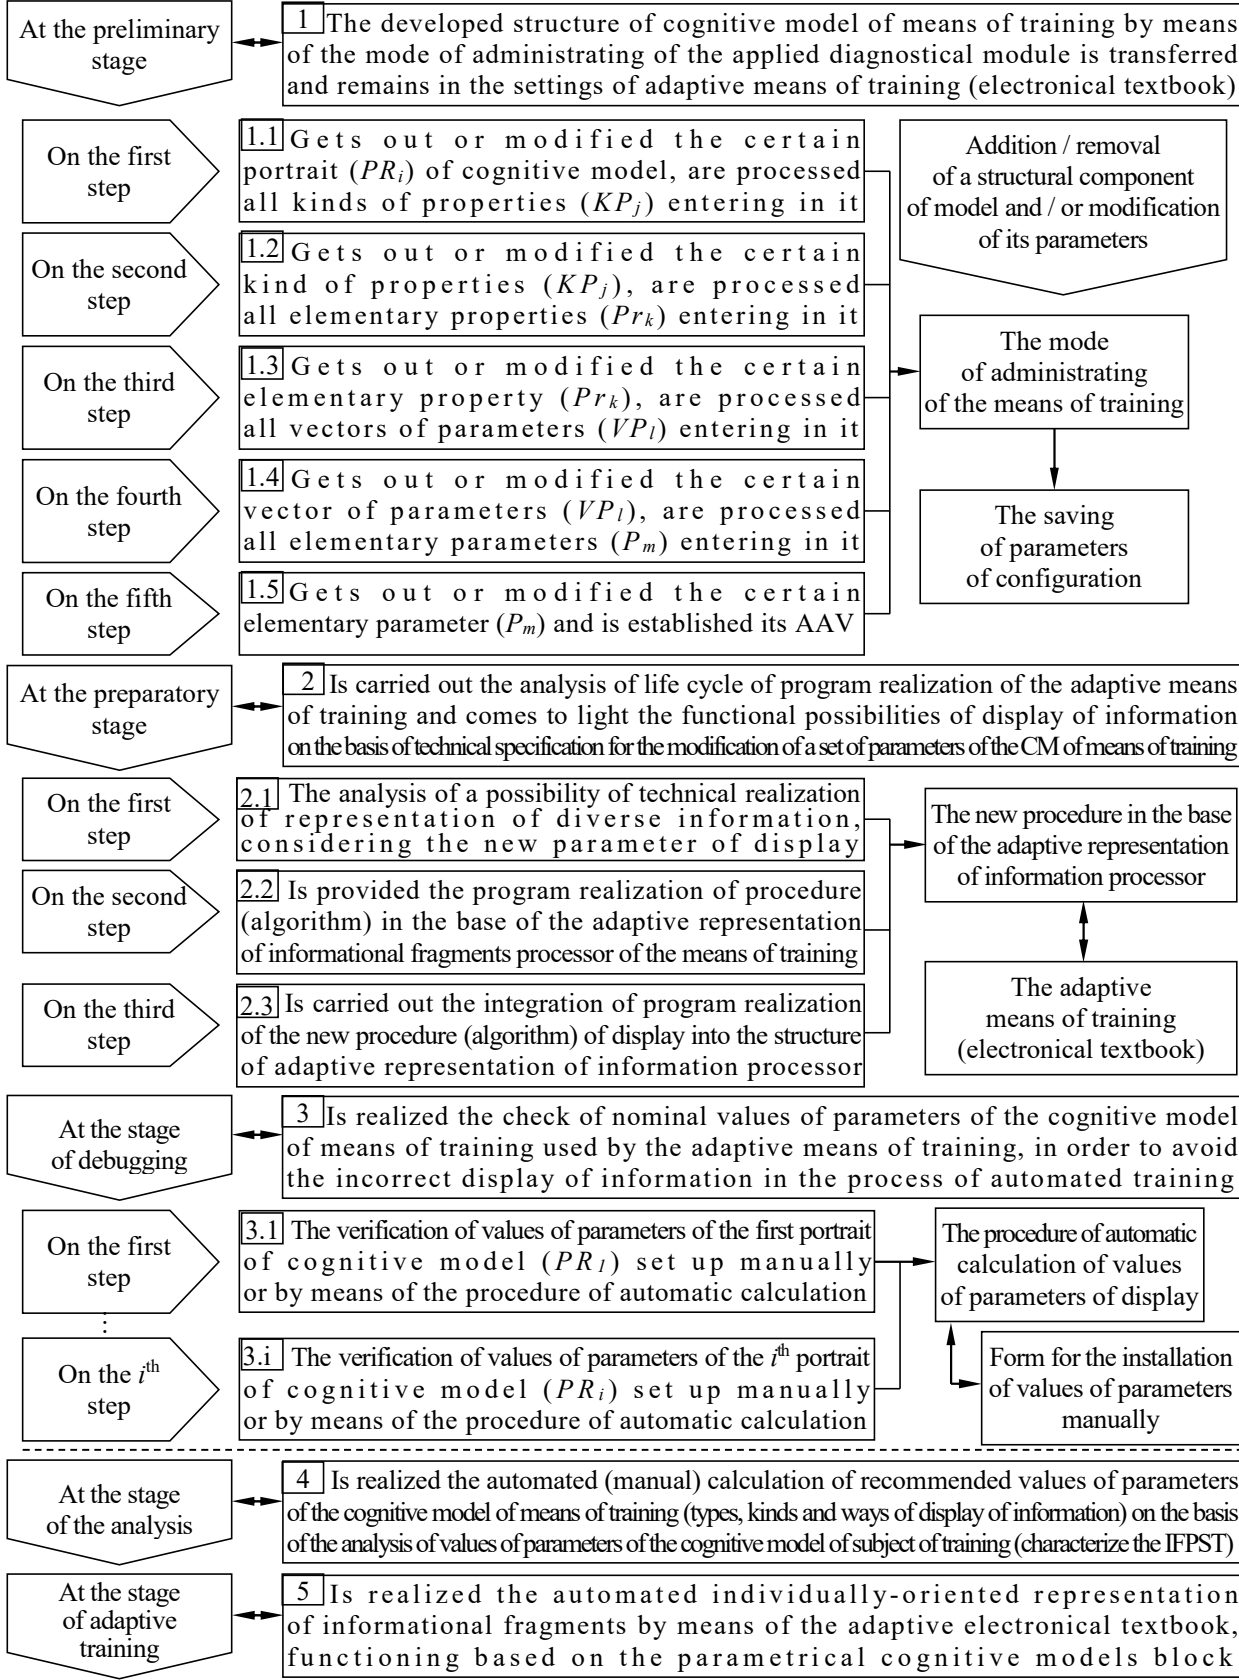 At the preliminary
stage
1 The developed structure of cognitive model of means of training by means
of the mode of administrating of the applied diagnostical module is transferred
and remains in the settings of adaptive means of training (electronical textbook)
On the first
step
1.1 Gets out or modified the certain
portrait (PRi) of cognitive model, are processed
all kinds of properties (KPj) entering in it
Addition / removal
of a structural component
of model and / or modification
of its parameters
On the second
step
1.2 Gets out or modified the certain
kind of properties (KPj), are processed
all elementary properties (Prk) entering in it
The mode
of administrating
of the means of training
On the third
step
1.3 Gets out or modified the certain
elementary property (Prk), are processed
all vectors of parameters (VPl) entering in it
On the fourth
step
1.4 Gets out or modified the certain
vector of parameters (VPl), are processed
all elementary parameters (Pm) entering in it
The saving
of parameters
of configuration
On the fifth
step
1.5 Gets out or modified the certain
elementary parameter (Pm) and is established its AAV
At the preparatory
stage
2 Is carried out the analysis of life cycle of program realization of the adaptive means
of training and comes to light the functional possibilities of display of information
on the basis of technical specification for the modification of a set of parameters of the CM of means of training
On the first
step
2.1 The analysis of a possibility of technical realization
of representation of diverse information,
considering the new parameter of display
The new procedure in the base
of the adaptive representation
of information processor
On the second
step
2.2 Is provided the program realization of procedure
(algorithm) in the base of the adaptive representation
of informational fragments processor of the means of training
On the third
step
2.3 Is carried out the integration of program realization
of the new procedure (algorithm) of display into the structure
of adaptive representation of information processor
The adaptive
means of training
(electronical textbook)
At the stage
of debugging
3 Is realized the check of nominal values of parameters of the cognitive model
of means of training used by the adaptive means of training, in order to avoid
the incorrect display of information in the process of automated training
On the first
step
3.1 The verification of values of parameters of the first portrait
of cognitive model (PR1) set up manually
or by means of the procedure of automatic calculation
The procedure of automatic
calculation of values
of parameters of display
On the ith
step
3.i The verification of values of parameters of the ith portrait
of cognitive model (PRi) set up manually
or by means of the procedure of automatic calculation
Form for the installation
of values of parameters
manually
At the stage
of the analysis
4 Is realized the automated (manual) calculation of recommended values of parameters
of the cognitive model of means of training (types, kinds and ways of display of information) on the basis
of the analysis of values of parameters of the cognitive model of subject of training (characterize the IFPST)
At the stage
of adaptive
training
5 Is realized the automated individually-oriented representation
of informational fragments by means of the adaptive electronical textbook,
functioning based on the parametrical cognitive models block